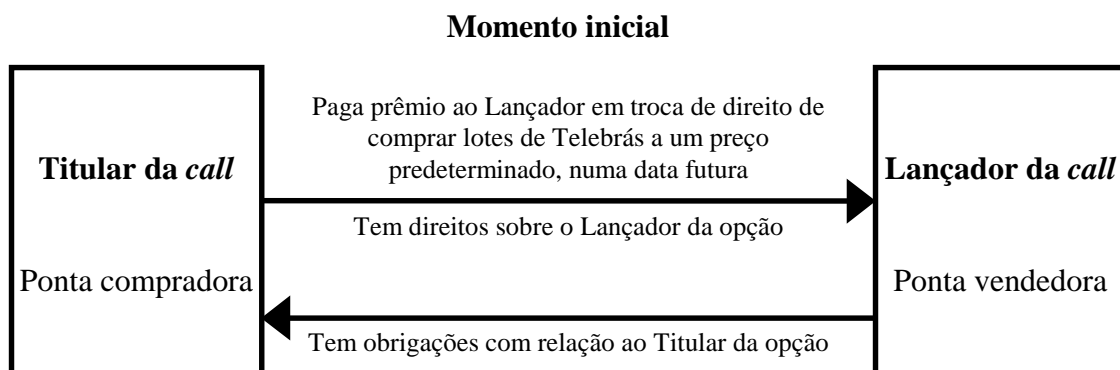 Momento inicial
Paga prêmio ao Lançador em troca de direito de
comprar lotes de Telebrás a um preço
predeterminado, numa data futura
Titular da call
Lançador da call
Tem direitos sobre o Lançador da opção
Ponta compradora
Ponta vendedora
Tem obrigações com relação ao Titular da opção